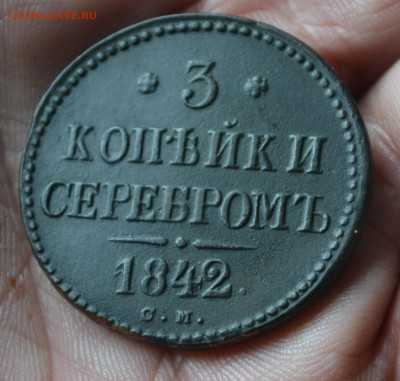 COINS.LAVE.RU
* 3 *
КОПѢЙКИ
СЕРЕБРОМЪ
1842.
С.М.